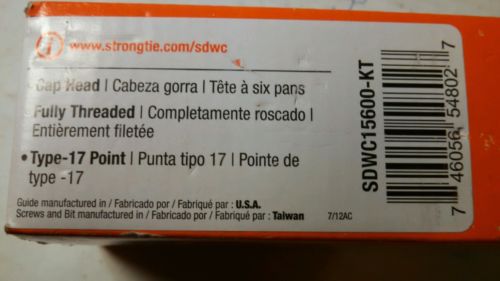 www.strongtie.com/sdwc
Cap Head | Cabeza gorra | Tête à six pans
Fully Threaded | Completamente roscado |
Entièrement filetée
• Type-17 Point | Punta tipo 17 | Pointe de
type -17
Guide manufactured in / Fabricado por / Fabriqué par : U.S.A.
Screws and Bit manufactured in / Fabricado por / Fabriqué par : Taiwan 7/12AC
SDWC15600-KT
7 46056 54802 7